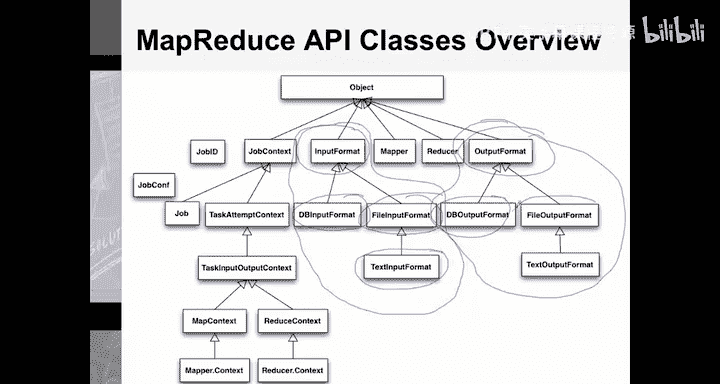 MapReduce API Classes Overview
bilibili
Object
JobID
JobContext
InputFormat
Mapper
Reducer
OutputFormat
JobConf
Job
TaskAttemptContext
DBInputFormat
FileInputFormat
DBOutputFormat
FileOutputFormat
TaskInputOutputContext
TextInputFormat
TextOutputFormat
MapContext
ReduceContext
Mapper.Context
Reducer.Context